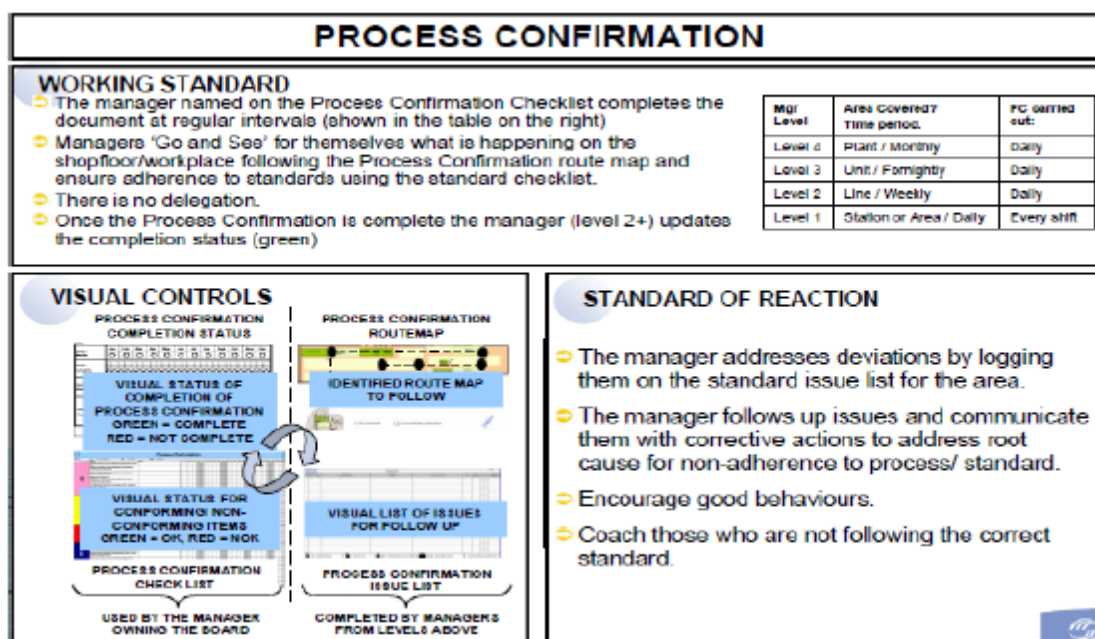 PROCESS CONFIRMATION
WORKING STANDARD
The manager named on the Process Confirmation Checklist completes the
document at regular intervals (shown in the table on the right)
Managers 'Go and See' for themselves what is happening on the
shopfloor/workplace following the Process Confirmation route map and
ensure adherence to standards using the standard checklist.
There is no delegation.
Once the Process Confirmation is complete the manager (level 2+) updates
the completion status (green)
Mgr Level | Area Covered? Time period. | PC carried out:
Level 4 | Plant / Monthly | Daily
Level 3 | Unit / Fornightly | Daily
Level 2 | Line / Weekly | Daily
Level 1 | Station or Area / Daily | Every shift
VISUAL CONTROLS
PROCESS CONFIRMATION
COMPLETION STATUS
VISUAL STATUS OF
COMPLETION OF
PROCESS CONFIRMATION
GREEN = COMPLETE
RED = NOT COMPLETE
VISUAL STATUS FOR
CONFORMING/ NON-
CONFORMING ITEMS
GREEN = OK, RED = NOK
PROCESS CONFIRMATION
CHECK LIST
USED BY THE MANAGER
OWNING THE BOARD
PROCESS CONFIRMATION
ROUTEMAP
IDENTIFIED ROUTE MAP
TO FOLLOW
VISUAL LIST OF ISSUES
FOR FOLLOW UP
PROCESS CONFIRMATION
ISSUE LIST
COMPLETED BY MANAGERS
FROM LEVELS ABOVE
STANDARD OF REACTION
The manager addresses deviations by logging
them on the standard issue list for the area.
The manager follows up issues and communicate
them with corrective actions to address root
cause for non-adherence to process/ standard.
Encourage good behaviours.
Coach those who are not following the correct
standard.